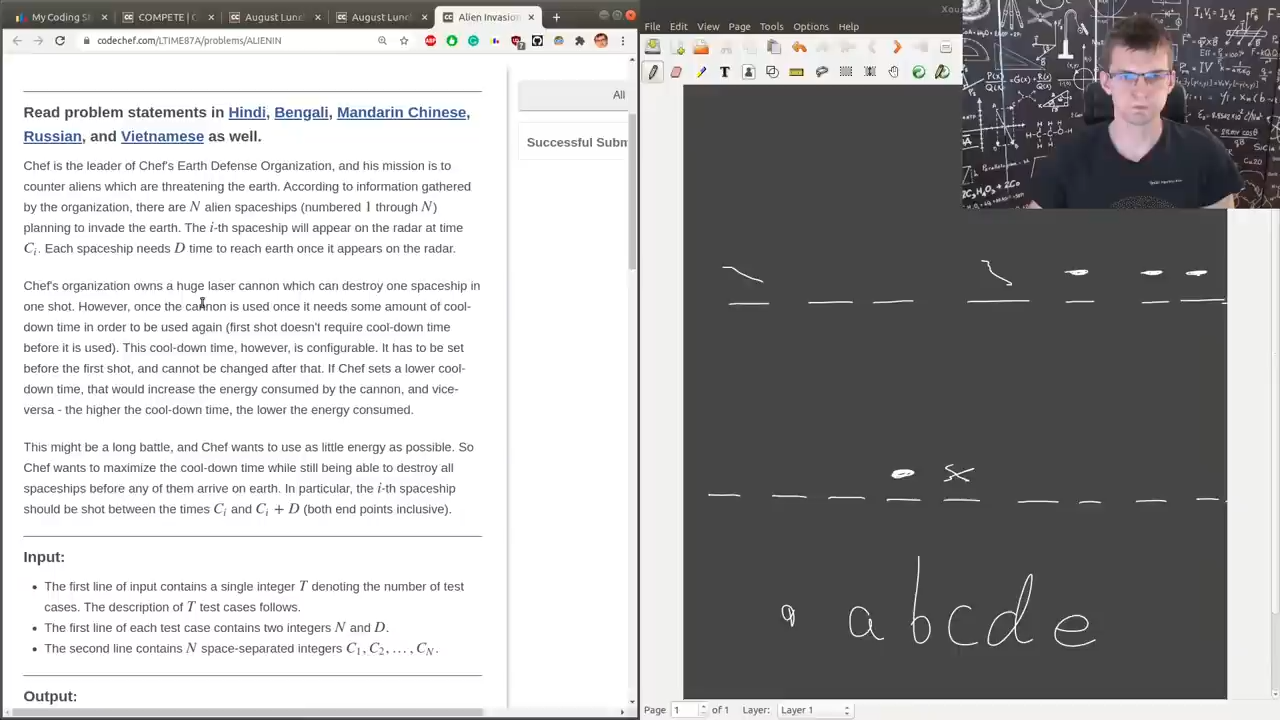 My Coding St
COMPETE
August Lunch
August Lunc
Alien Invasion
codechef.com/LTIME87A/problems/ALIENIN
File Edit View Page Tools Options
Read problem statements in Hindi, Bengali, Mandarin Chinese,
Russian, and Vietnamese as well.
Chef is the leader of Chef's Earth Defense Organization, and his mission is to
counter aliens which are threatening the earth. According to information gathered
by the organization, there are N alien spaceships (numbered 1 through N)
planning to invade the earth. The i-th spaceship will appear on the radar at time
Ci. Each spaceship needs D time to reach earth once it appears on the radar.
Chef's organization owns a huge laser cannon which can destroy one spaceship in
one shot. However, once the cannon is used once it needs some amount of cool-
down time in order to be used again (first shot doesn't require cool-down time
before it is used). This cool-down time, however, is configurable. It has to be set
before the first shot, and cannot be changed after that. If Chef sets a lower cool-
down time, that would increase the energy consumed by the cannon, and vice-
versa - the higher the cool-down time, the lower the energy consumed.
This might be a long battle, and Chef wants to use as little energy as possible. So
Chef wants to maximize the cool-down time while still being able to destroy all
spaceships before any of them arrive on earth. In particular, the i-th spaceship
should be shot between the times Ci and Ci + D (both end points inclusive).
Input:
The first line of input contains a single integer T denoting the number of test
cases. The description of T test cases follows.
The first line of each test case contains two integers N and D.
The second line contains N space-separated integers C1, C2, ..., CN.
Output:
All
Successful Subm
a b c d e
Page 1 of 1 Layer: Layer 1